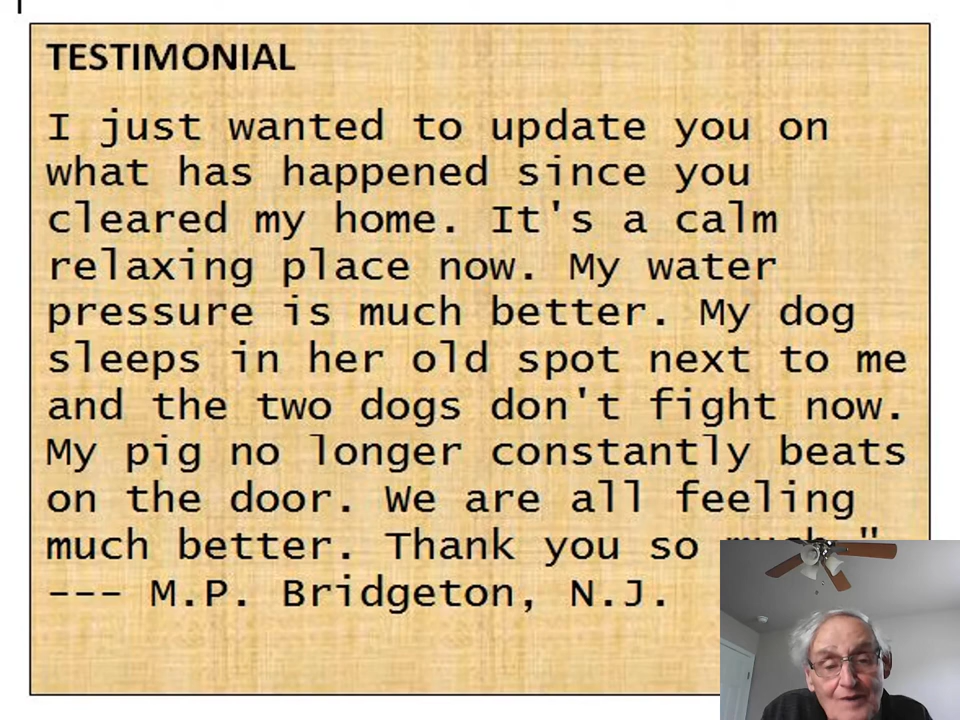 TESTIMONIAL
I just wanted to update you on
what has happened since you
cleared my home. It's a calm
relaxing place now. My water
pressure is much better. My dog
sleeps in her old spot next to me
and the two dogs don't fight now.
My pig no longer constantly beats
on the door. We are all feeling
much better. Thank you so much."
--- M.P. Bridgeton, N.J.